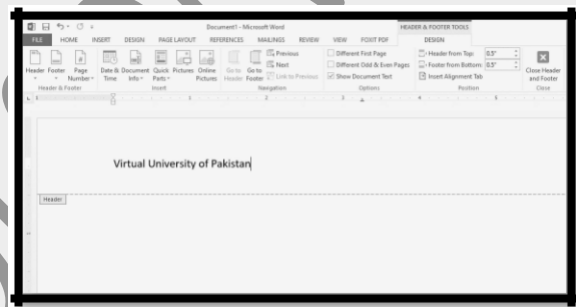 Document1 - Microsoft Word
HEADER & FOOTER TOOLS
FILE HOME INSERT DESIGN PAGE LAYOUT REFERENCES MAILINGS REVIEW VIEW FOXIT PDF DESIGN
Header Footer Page Number
Date & Time Document Info Quick Parts Pictures Online Pictures
Go to Header Go to Footer Previous Next Link to Previous
Different First Page
Different Odd & Even Pages
Show Document Text
Header from Top: 0.5"
Footer from Bottom: 0.5"
Insert Alignment Tab
Close Header and Footer
Header & Footer Insert Navigation Options Position Close
Virtual University of Pakistan
Header